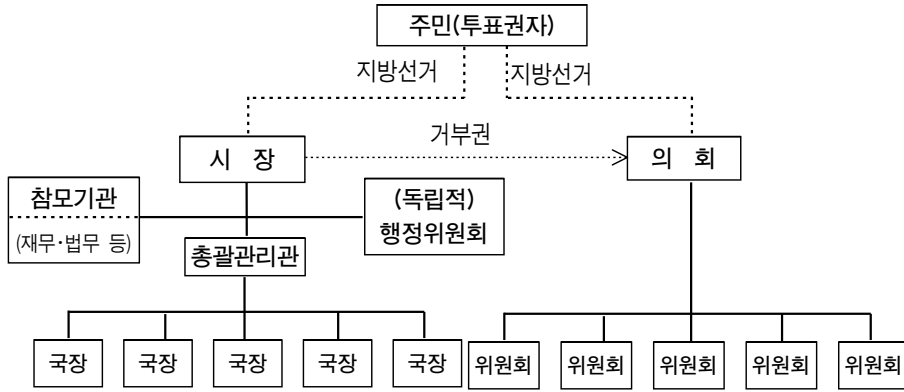 주민(투표권자)
지방선거
지방선거
거부권
시 장
의 회
참모기관
(재무·법무 등)
(독립적)
행정위원회
총괄관리관
국장
국장
국장
국장
국장
위원회
위원회
위원회
위원회
위원회